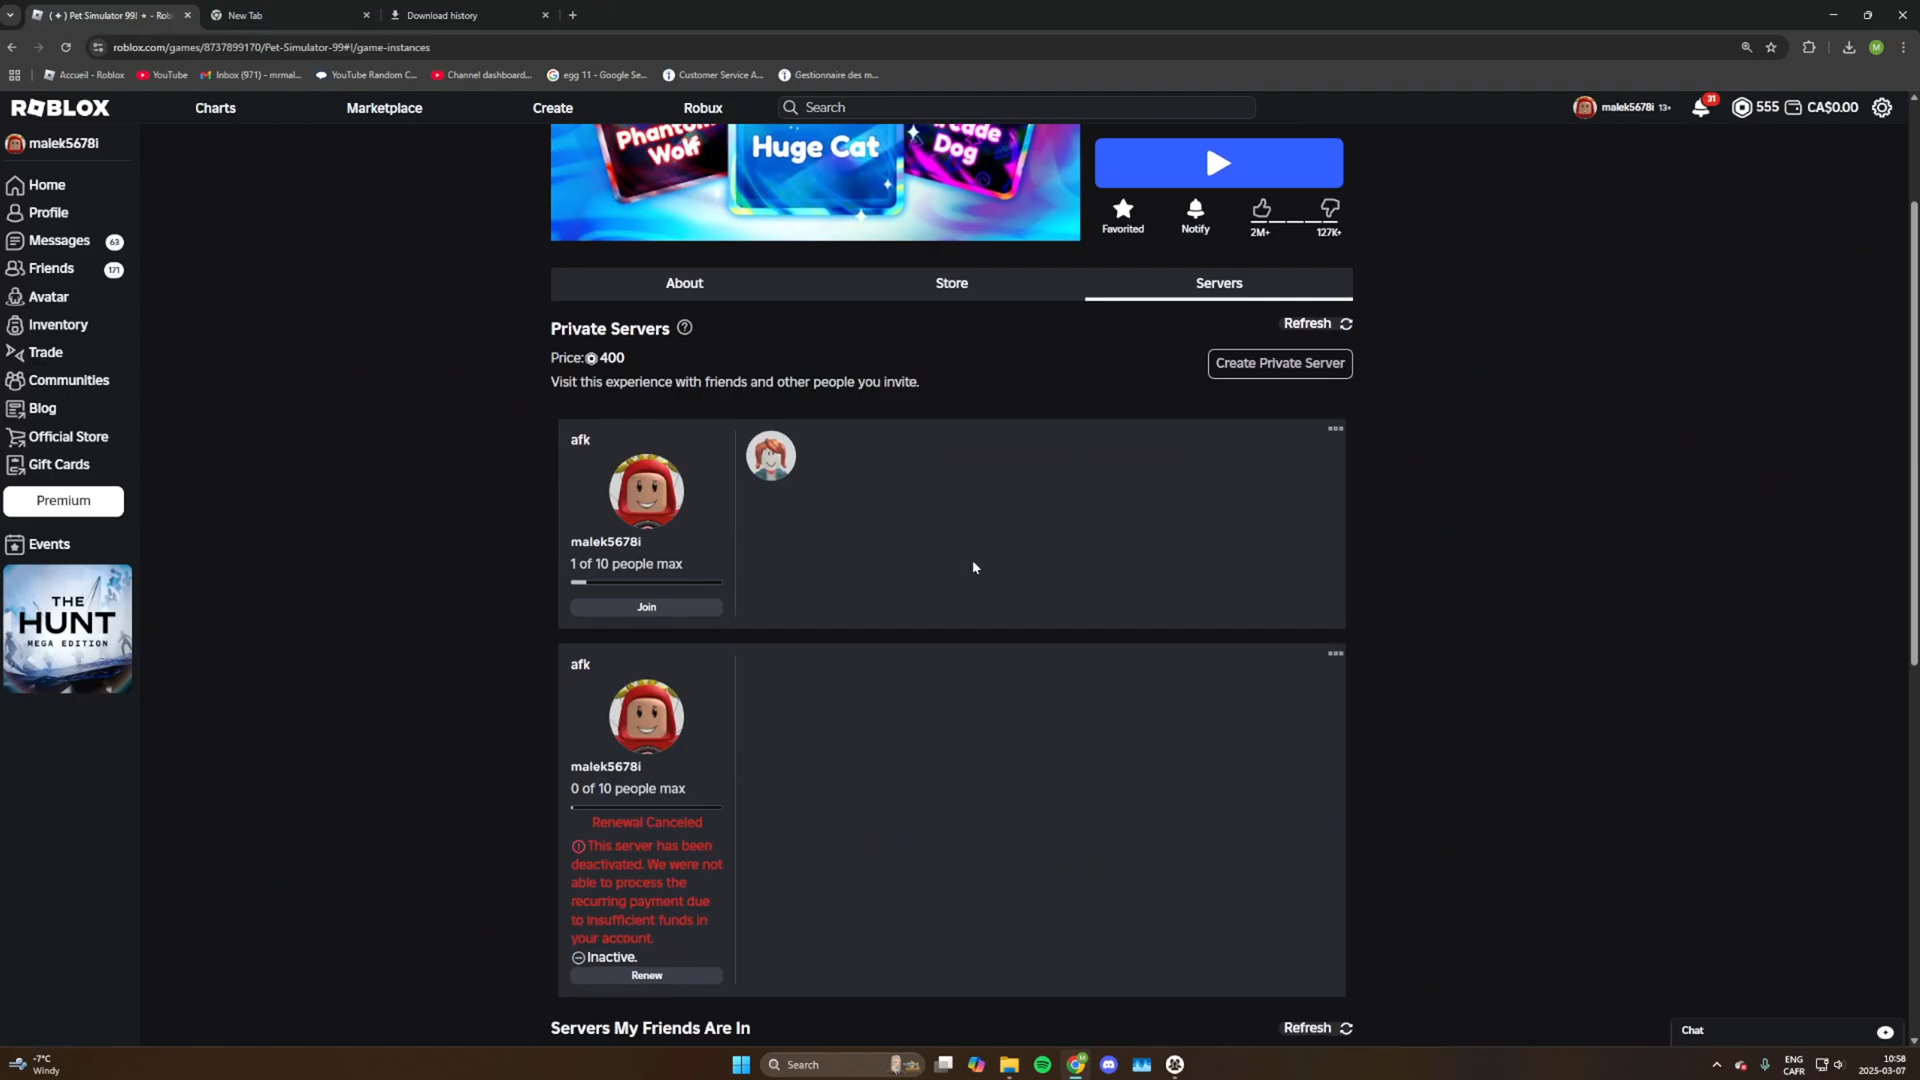 ( ✦ ) Pet Simulator 99! ✦ - Rob
New Tab
Download history
roblox.com/games/8737899170/Pet-Simulator-99#!/game-instances
Accueil - Roblox
YouTube
Inbox (971) - mrmal...
YouTube Random C...
Channel dashboard...
egg 11 - Google Se...
Customer Service A...
Gestionnaire des m...
M
ROBLOX
Charts
Marketplace
Create
Robux
Search
malek5678i 13+
31
555
CA$0.00
malek5678i
Home
Profile
Messages 63
Friends 171
Avatar
Inventory
Trade
Communities
Blog
Official Store
Gift Cards
Premium
Events
THE
HUNT
MEGA EDITION
Phantom
Wolf
Huge Cat
Dog
Favorited
Notify
2M+
127K+
About
Store
Servers
Private Servers
Refresh
Price: 400
Create Private Server
Visit this experience with friends and other people you invite.
afk
malek5678i
1 of 10 people max
Join
afk
malek5678i
0 of 10 people max
Renewal Canceled
This server has been
deactivated. We were not
able to process the
recurring payment due
to insufficient funds in
your account.
Inactive.
Renew
Servers My Friends Are In
Refresh
Chat
-7°C
Windy
Search
ENG
CAFR
10:58
2025-03-07